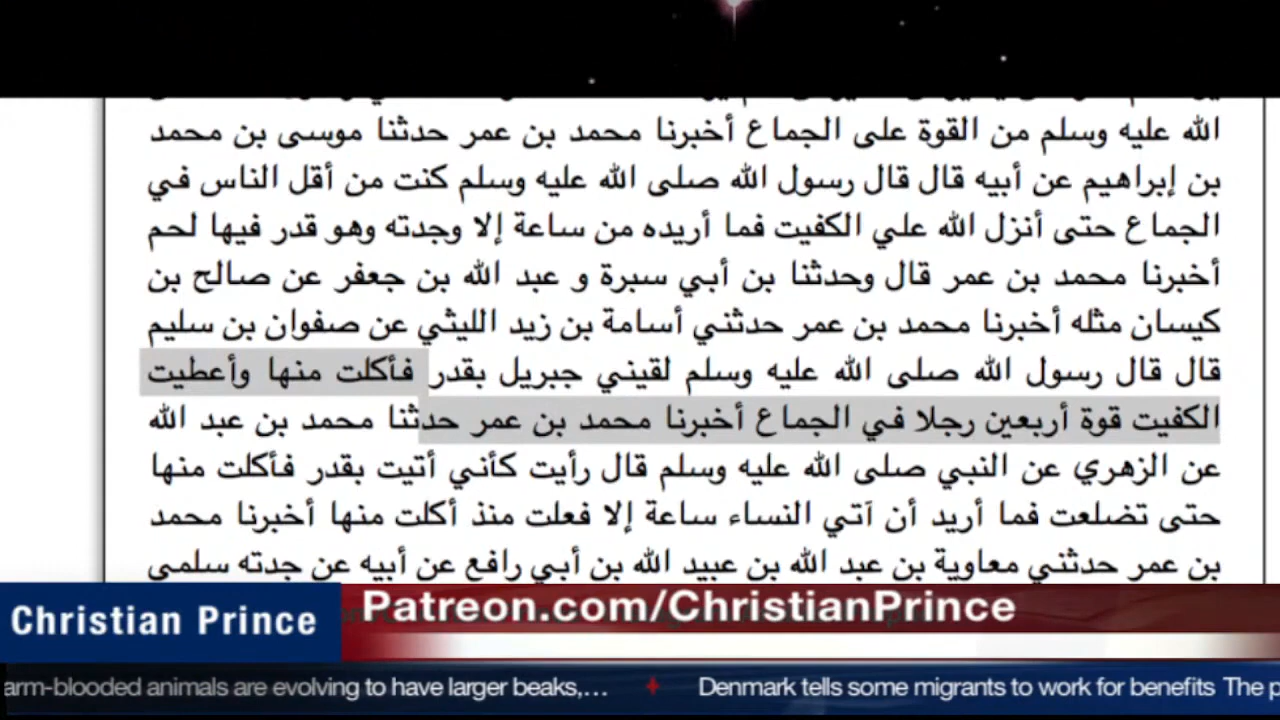 الله عليه وسلم من القوة على الجماع أخبرنا محمد بن عمر حدثنا موسى بن محمد
بن إبراهيم عن أبيه قال قال رسول الله صلى الله عليه وسلم كنت من أقل الناس في
الجماع حتى أنزل الله علي الكفيت فما أريده من ساعة إلا وجدته وهو قدر فيها لحم
أخبرنا محمد بن عمر قال وحدثنا بن أبي سبرة و عبد الله بن جعفر عن صالح بن
كيسان مثله أخبرنا محمد بن عمر حدثني أسامة بن زيد الليثي عن صفوان بن سليم
قال قال رسول الله صلى الله عليه وسلم لقيني جبريل بقدر فأكلت منها وأعطيت
الكفيت قوة أربعين رجلا في الجماع أخبرنا محمد بن عمر حدثنا محمد بن عبد الله
عن الزهري عن النبي صلى الله عليه وسلم قال رأيت كأني أتيت بقدر فأكلت منها
حتى تضلعت فما أريد أن آتي النساء ساعة إلا فعلت منذ أكلت منها أخبرنا محمد
بن عمر حدثني معاوية بن عبد الله بن عبيد الله بن أبي رافع عن أبيه عن جدته سلمى
Christian Prince
Patreon.com/ChristianPrince
arm-blooded animals are evolving to have larger beaks,… Denmark tells some migrants to work for benefits The